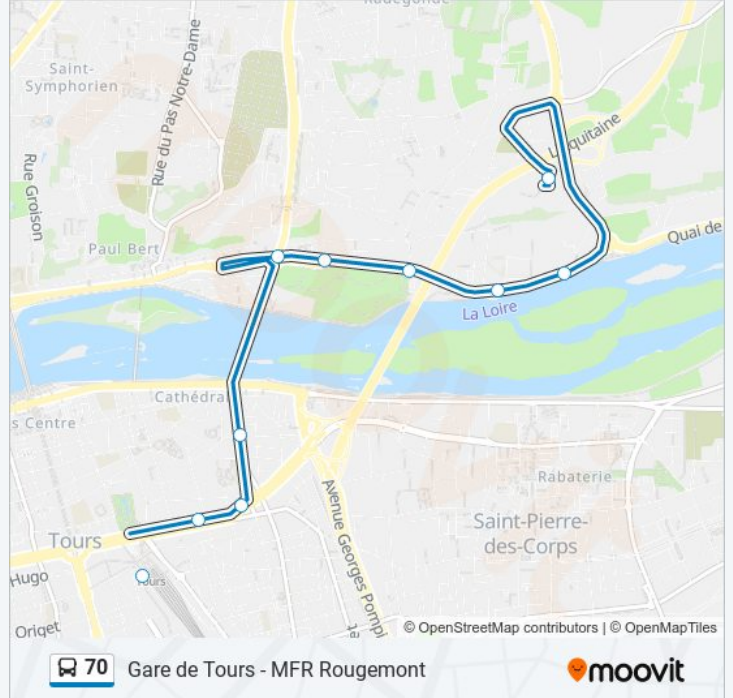 Radegonde
Saint-
Symphorien
Rue du Pas Notre-Dame
L'Aquitaine
Rue Groison
Paul Bert
Quai de
La Loire
Cathédra
s Centre
Rabaterie
Avenue Georges Pompi
Saint-Pierre-
des-Corps
Tours
Hugo
Tours
Origet
© OpenStreetMap contributors | © OpenMapTiles
70
Gare de Tours - MFR Rougemont
moovit